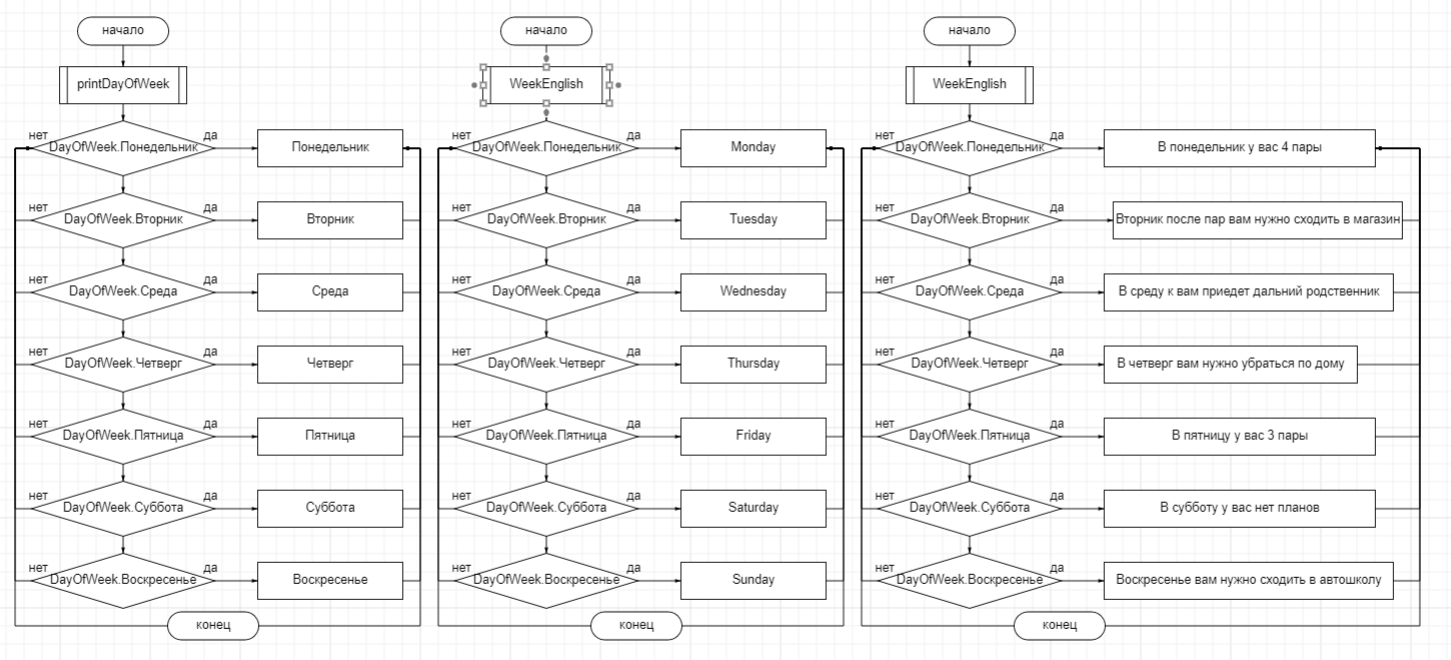 начало
printDayOfWeek
нет
да
DayOfWeek.Понедельник
Понедельник
нет
да
DayOfWeek.Вторник
Вторник
нет
да
DayOfWeek.Среда
Среда
нет
да
DayOfWeek.Четверг
Четверг
нет
да
DayOfWeek.Пятница
Пятница
нет
да
DayOfWeek.Суббота
Суббота
нет
да
DayOfWeek.Воскресенье
Воскресенье
конец
начало
WeekEnglish
нет
да
DayOfWeek.Понедельник
Monday
нет
да
DayOfWeek.Вторник
Tuesday
нет
да
DayOfWeek.Среда
Wednesday
нет
да
DayOfWeek.Четверг
Thursday
нет
да
DayOfWeek.Пятница
Friday
нет
да
DayOfWeek.Суббота
Saturday
нет
да
DayOfWeek.Воскресенье
Sunday
конец
начало
WeekEnglish
нет
да
DayOfWeek.Понедельник
В понедельник у вас 4 пары
нет
да
DayOfWeek.Вторник
Вторник после пар вам нужно сходить в магазин
нет
да
DayOfWeek.Среда
В среду к вам приедет дальний родственник
нет
да
DayOfWeek.Четверг
В четверг вам нужно убраться по дому
нет
да
DayOfWeek.Пятница
В пятницу у вас 3 пары
нет
да
DayOfWeek.Суббота
В субботу у вас нет планов
нет
да
DayOfWeek.Воскресенье
Воскресенье вам нужно сходить в автошколу
конец